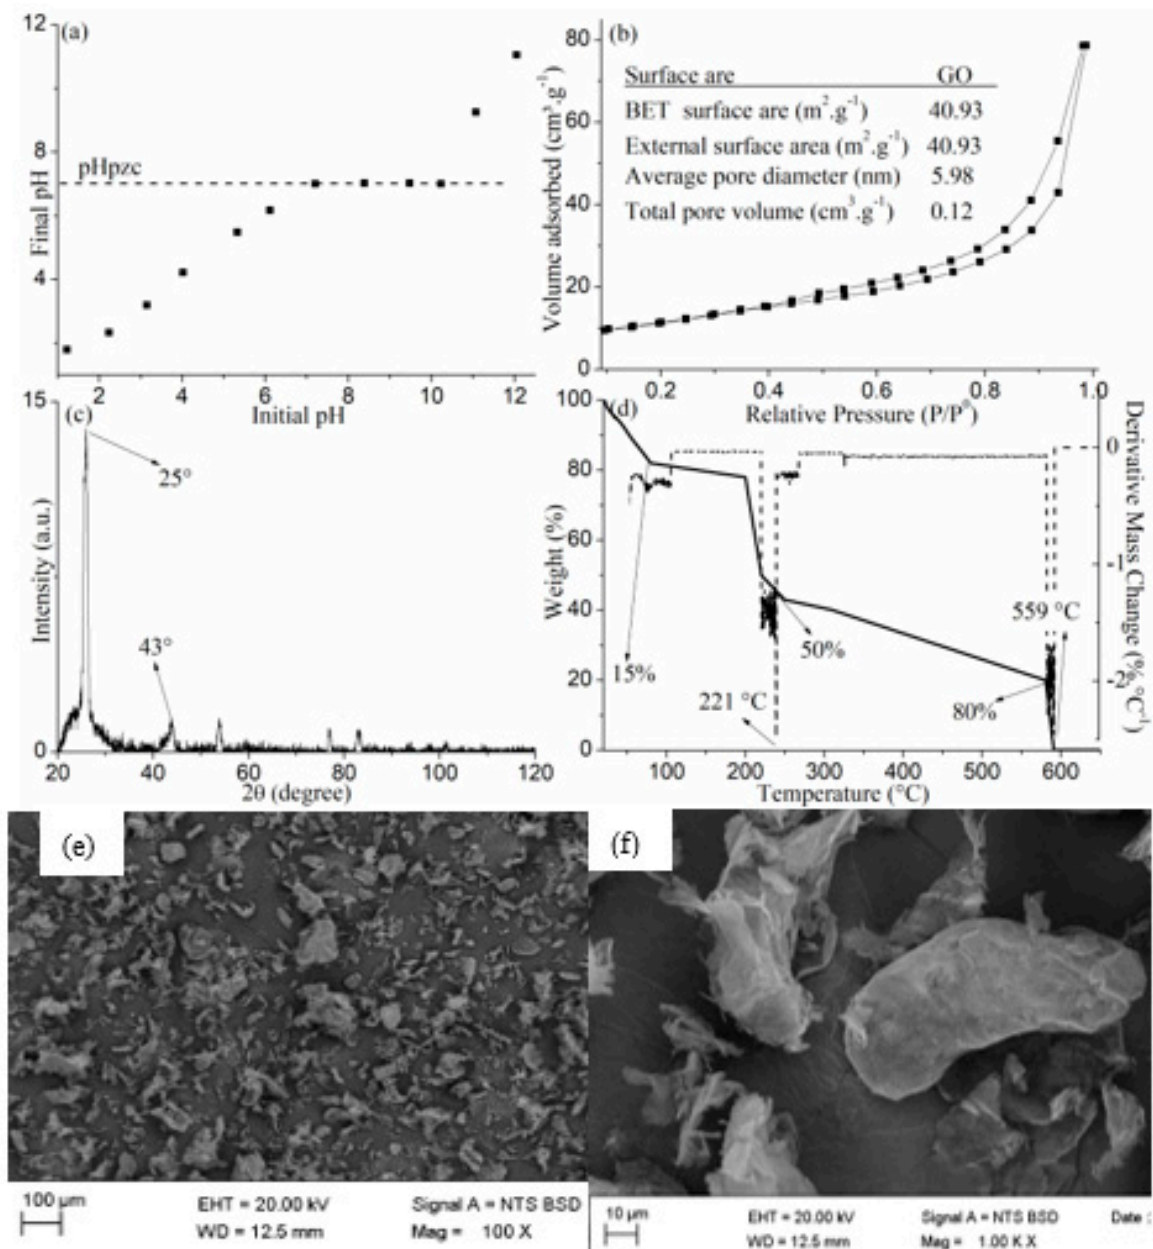 (a)
12
8
4
Final pH
pHpzc
2 4 6 8 10 12
Initial pH
(b)
80
60
40
20
0
Volume adsorbed (cm³.g⁻¹)
Surface are GO
BET surface are (m².g⁻¹) 40.93
External surface area (m².g⁻¹) 40.93
Average pore diameter (nm) 5.98
Total pore volume (cm³.g⁻¹) 0.12
0.2 0.4 0.6 0.8 1.0
Relative Pressure (P/P⁰)
(c)
15
0
Intensity (a.u.)
25°
43°
20 40 60 80 100 120
2θ (degree)
(d)
100
80
60
40
20
0
Weight (%)
15%
50%
221 °C
80%
559 °C
0
-1
-2
Derivative Mass Change (%.°C⁻¹)
100 200 300 400 500 600
Temperature (°C)
(e)
100 µm
EHT = 20.00 kV Signal A = NTS BSD
WD = 12.5 mm Mag = 100 X
(f)
10 µm
EHT = 20.00 kV Signal A = NTS BSD Date :
WD = 12.5 mm Mag = 1.00 K X